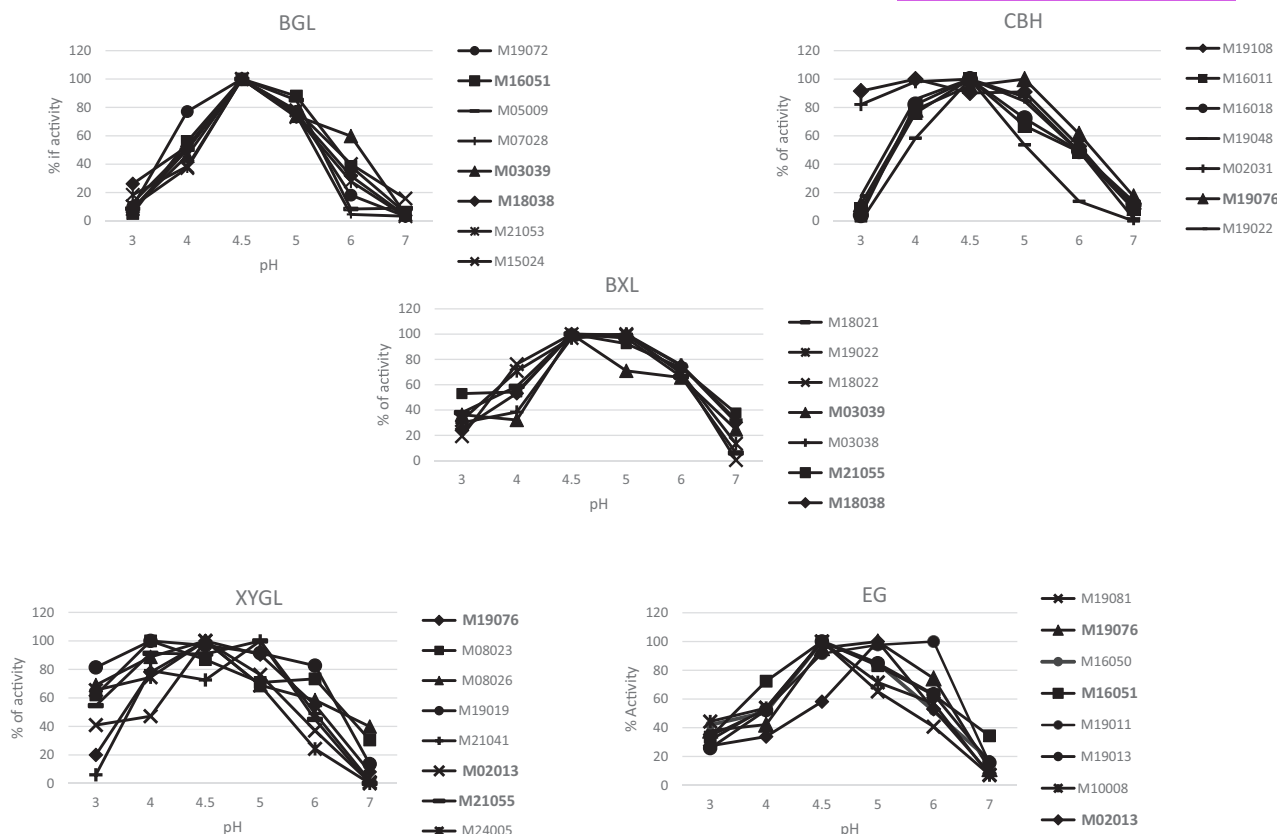 BGL
120
100
80
60
40
20
0
% if activity
3 4 4.5 5 6 7
pH
M19072
M16051
M05009
M07028
M03039
M18038
M21053
M15024
CBH
120
100
80
60
40
20
0
% of activity
3 4 4.5 5 6 7
M19108
M16011
M16018
M19048
M02031
M19076
M19022
BXL
120
100
80
60
40
20
0
% of activity
3 4 4.5 5 6 7
pH
M18021
M19022
M18022
M03039
M03038
M21055
M18038
XYGL
120
100
80
60
40
20
0
% of activity
3 4 4.5 5 6 7
pH
M19076
M08023
M08026
M19019
M21041
M02013
M21055
M24005
EG
120
100
80
60
40
20
0
% Activity
3 4 4.5 5 6 7
pH
M19081
M19076
M16050
M16051
M19011
M19013
M10008
M02013